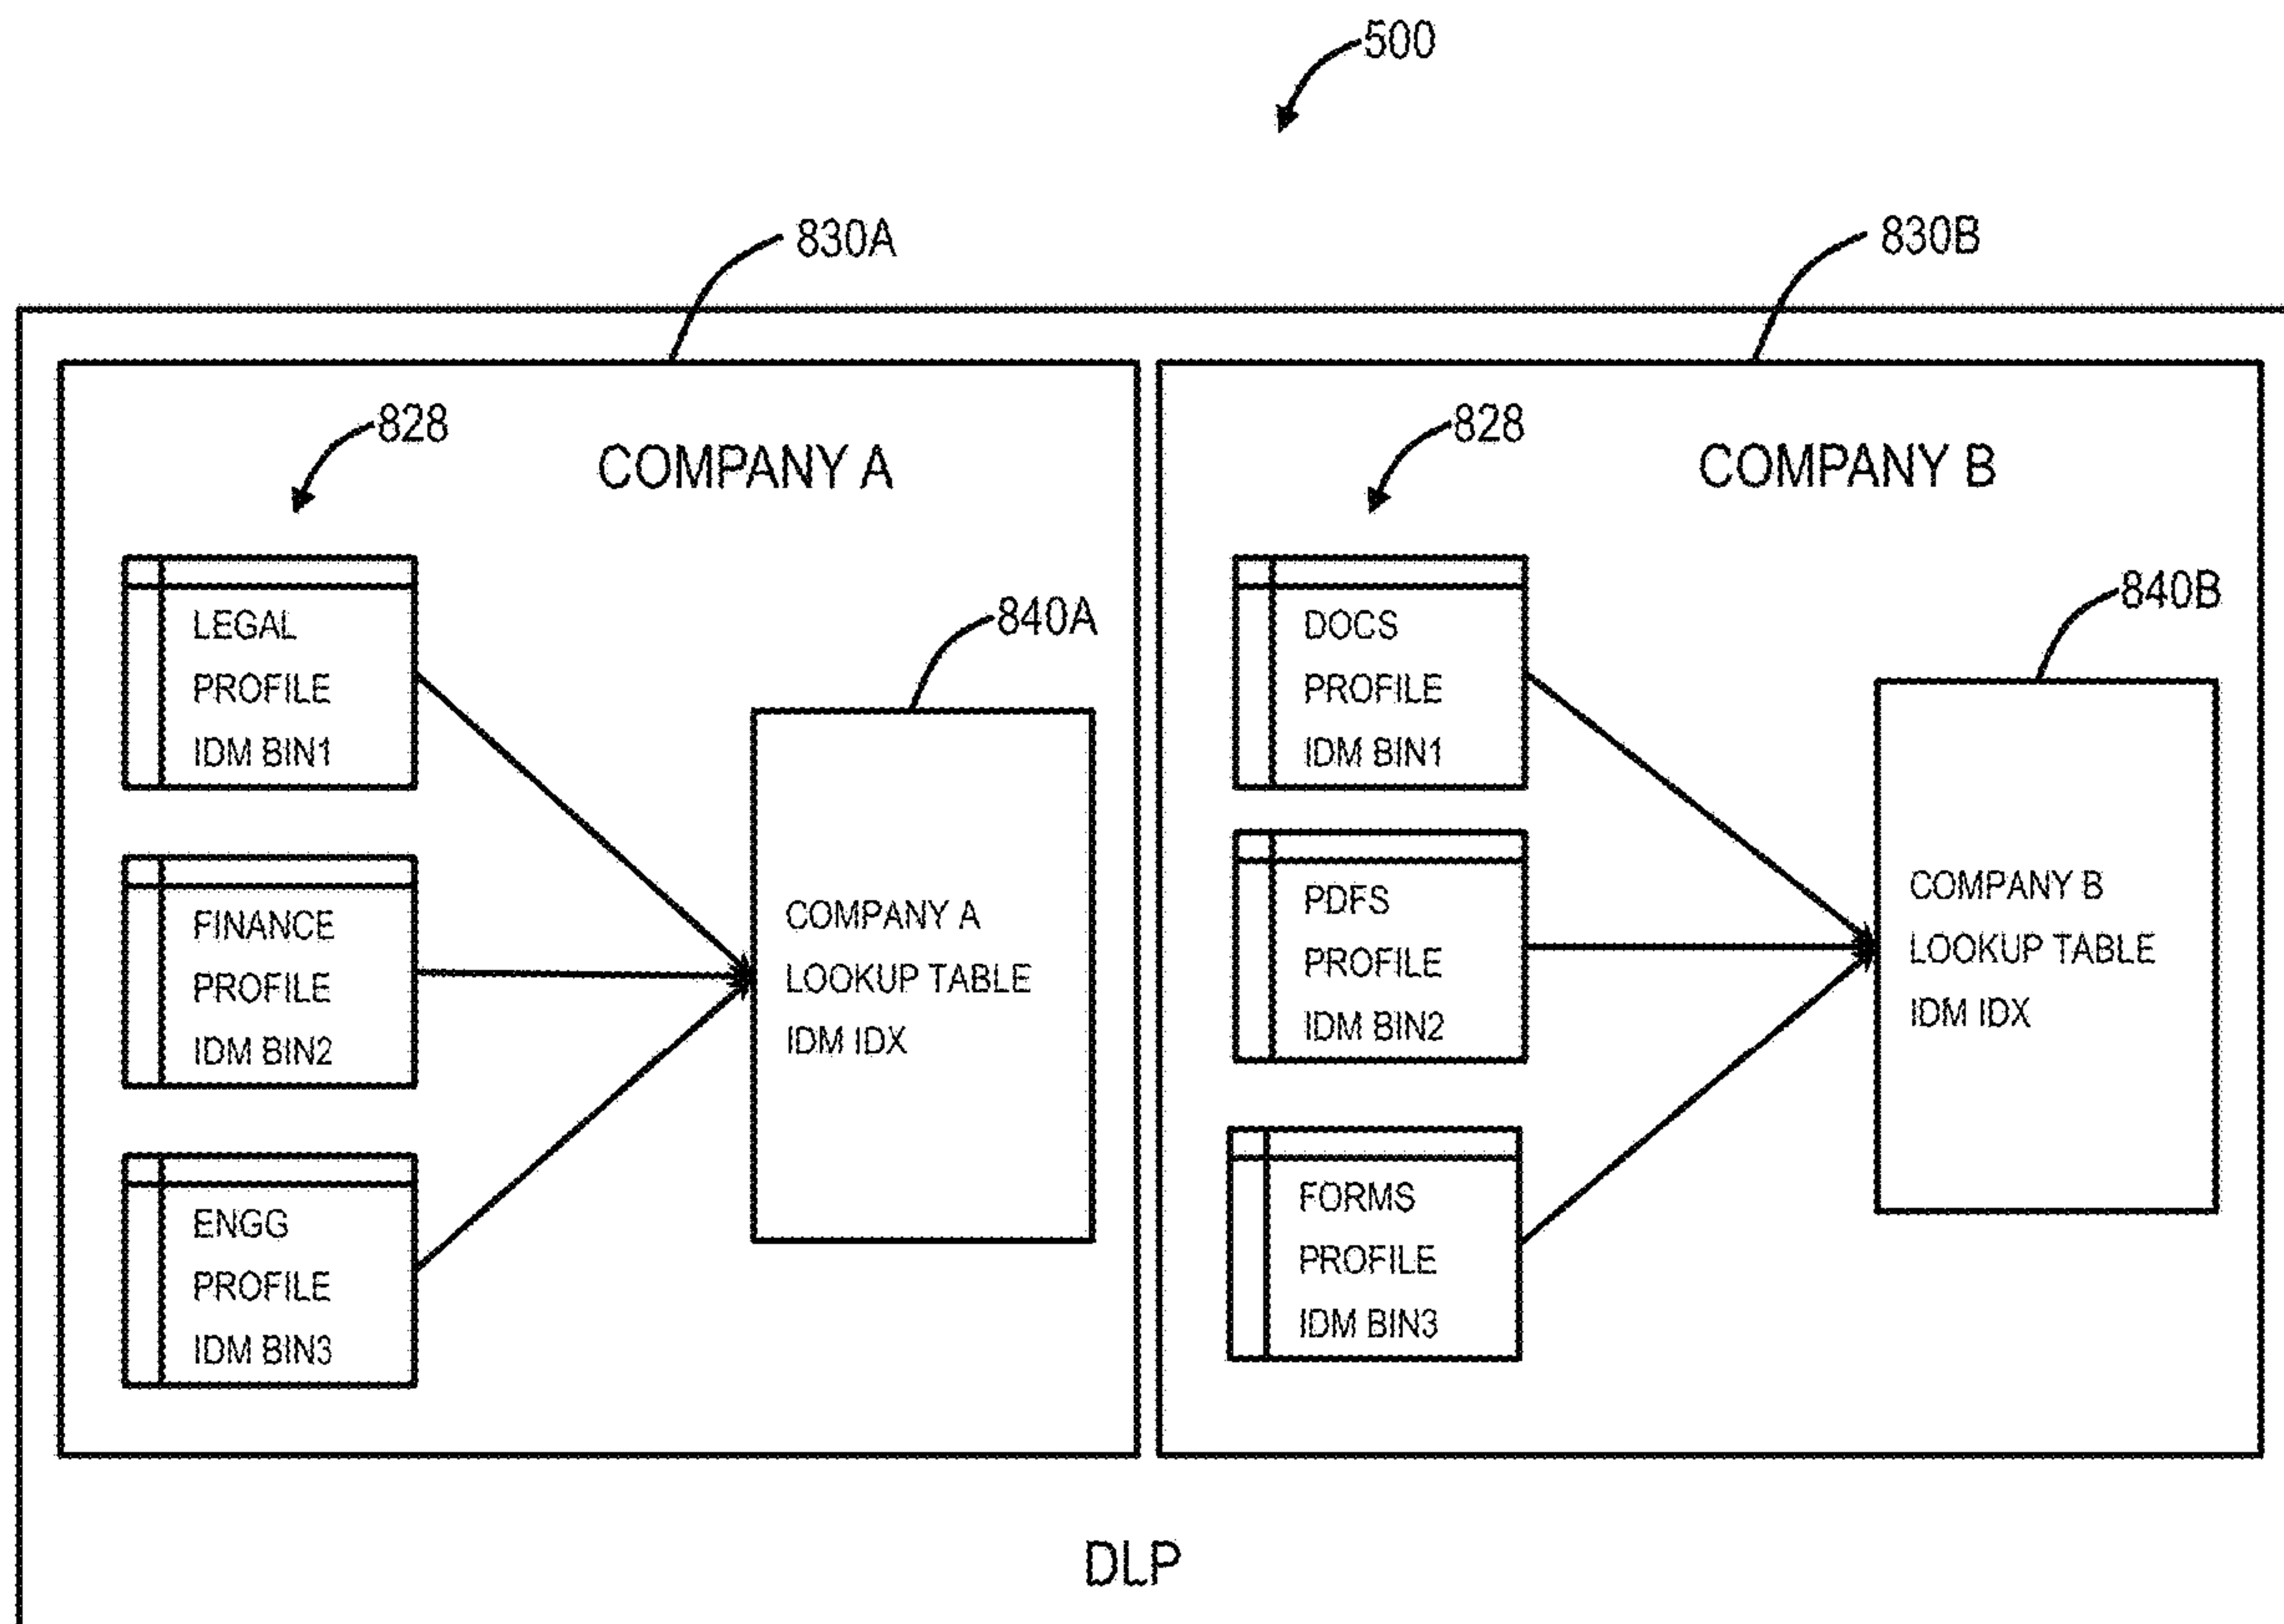 500
830A
830B
828
COMPANY A
LEGAL
PROFILE
IDM BIN1
840A
FINANCE
PROFILE
IDM BIN2
COMPANY A
LOOKUP TABLE
IDM IDX
ENGG
PROFILE
IDM BIN3
828
COMPANY B
DOCS
PROFILE
IDM BIN1
840B
PDFS
PROFILE
IDM BIN2
COMPANY B
LOOKUP TABLE
IDM IDX
FORMS
PROFILE
IDM BIN3
DLP